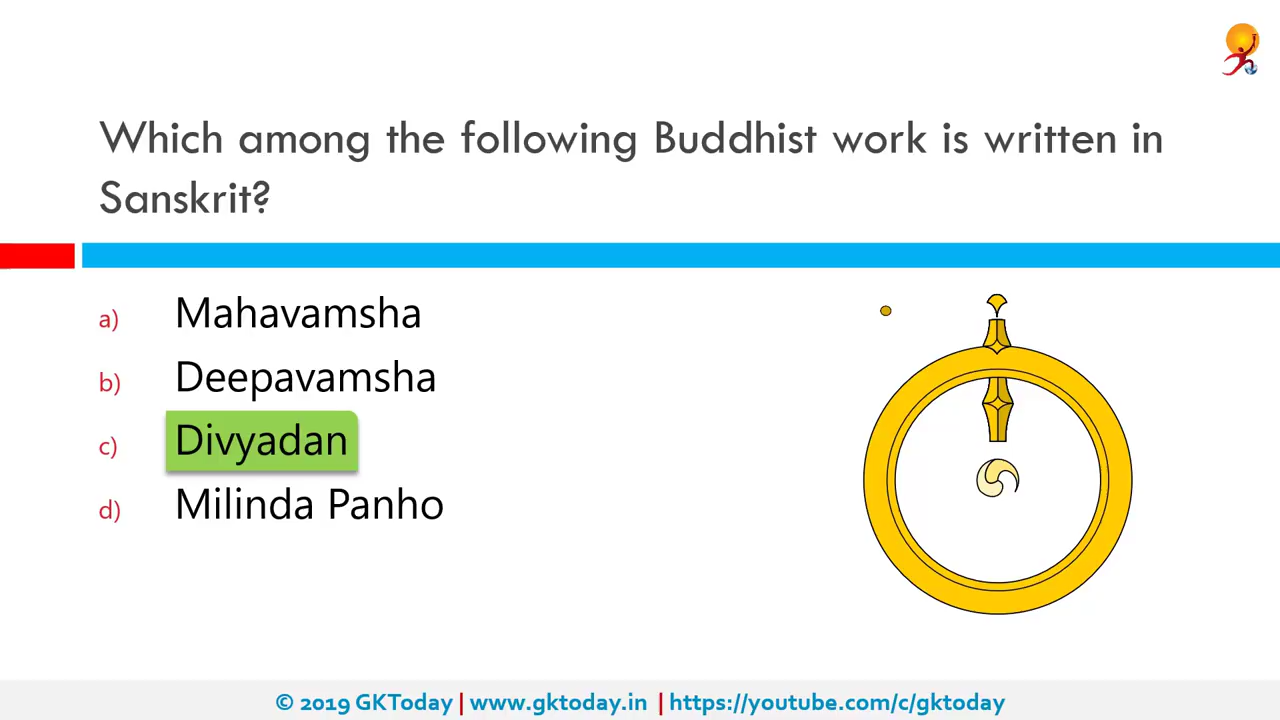 Which among the following Buddhist work is written in
Sanskrit?
a) Mahavamsha
b) Deepavamsha
c) Divyadan
d) Milinda Panho
© 2019 GKToday | www.gktoday.in | https://youtube.com/c/gktoday